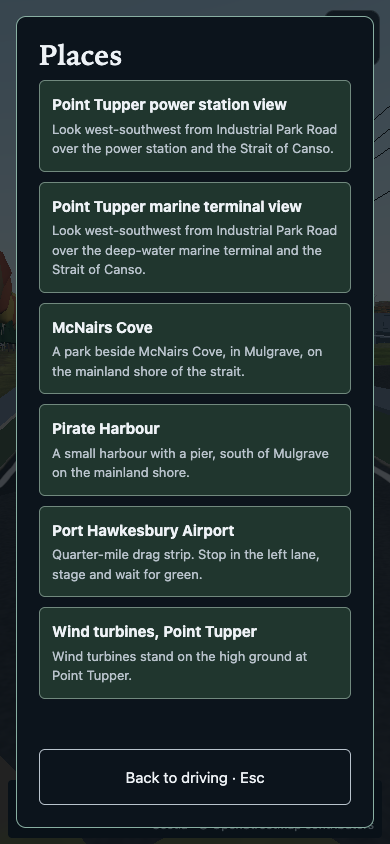 Places
Point Tupper power station view
Look west-southwest from Industrial Park Road
over the power station and the Strait of Canso.
Point Tupper marine terminal view
Look west-southwest from Industrial Park Road
over the deep-water marine terminal and the
Strait of Canso.
McNairs Cove
A park beside McNairs Cove, in Mulgrave, on
the mainland shore of the strait.
Pirate Harbour
A small harbour with a pier, south of Mulgrave
on the mainland shore.
Port Hawkesbury Airport
Quarter-mile drag strip. Stop in the left lane,
stage and wait for green.
Wind turbines, Point Tupper
Wind turbines stand on the high ground at
Point Tupper.
Back to driving · Esc